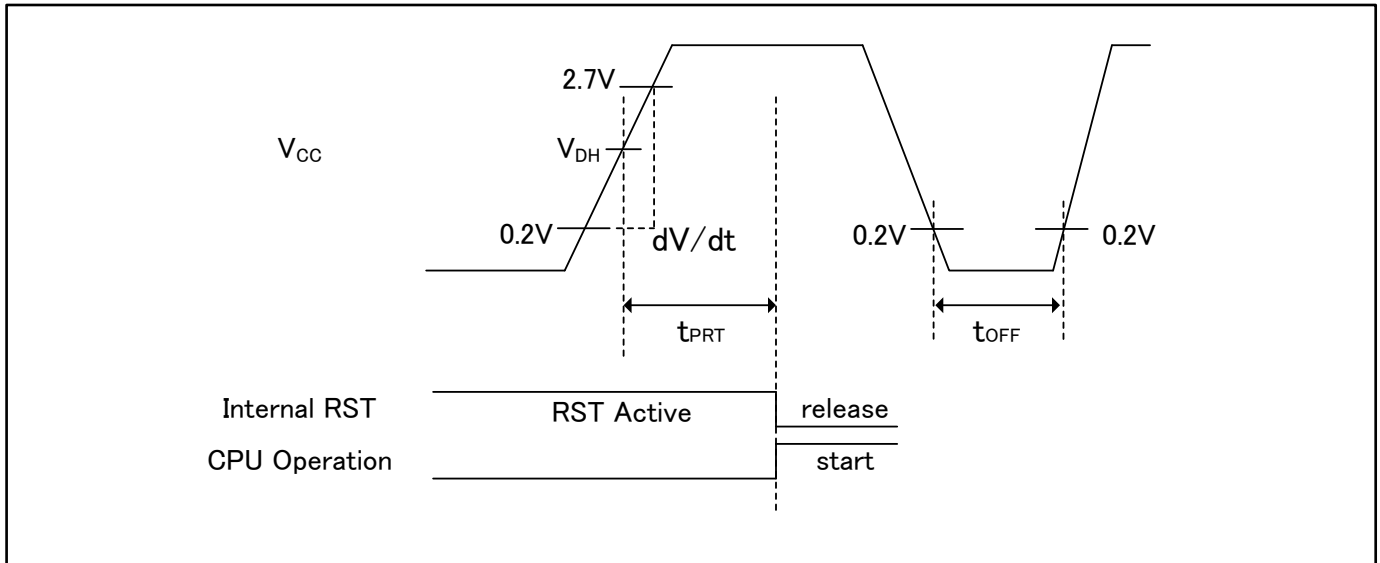 2.7V
VCC
VDH
0.2V
dV/dt
0.2V
0.2V
tPRT
tOFF
Internal RST
RST Active
release
CPU Operation
start